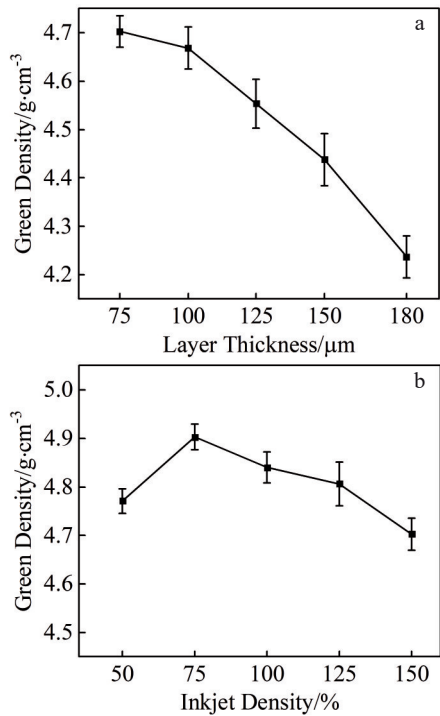 a
4.7
4.6
4.5
4.4
4.3
4.2
Green Density/g·cm⁻³
75 100 125 150 180
Layer Thickness/μm
b
5.0
4.9
4.8
4.7
4.6
4.5
Green Density/g·cm⁻³
50 75 100 125 150
Inkjet Density/%